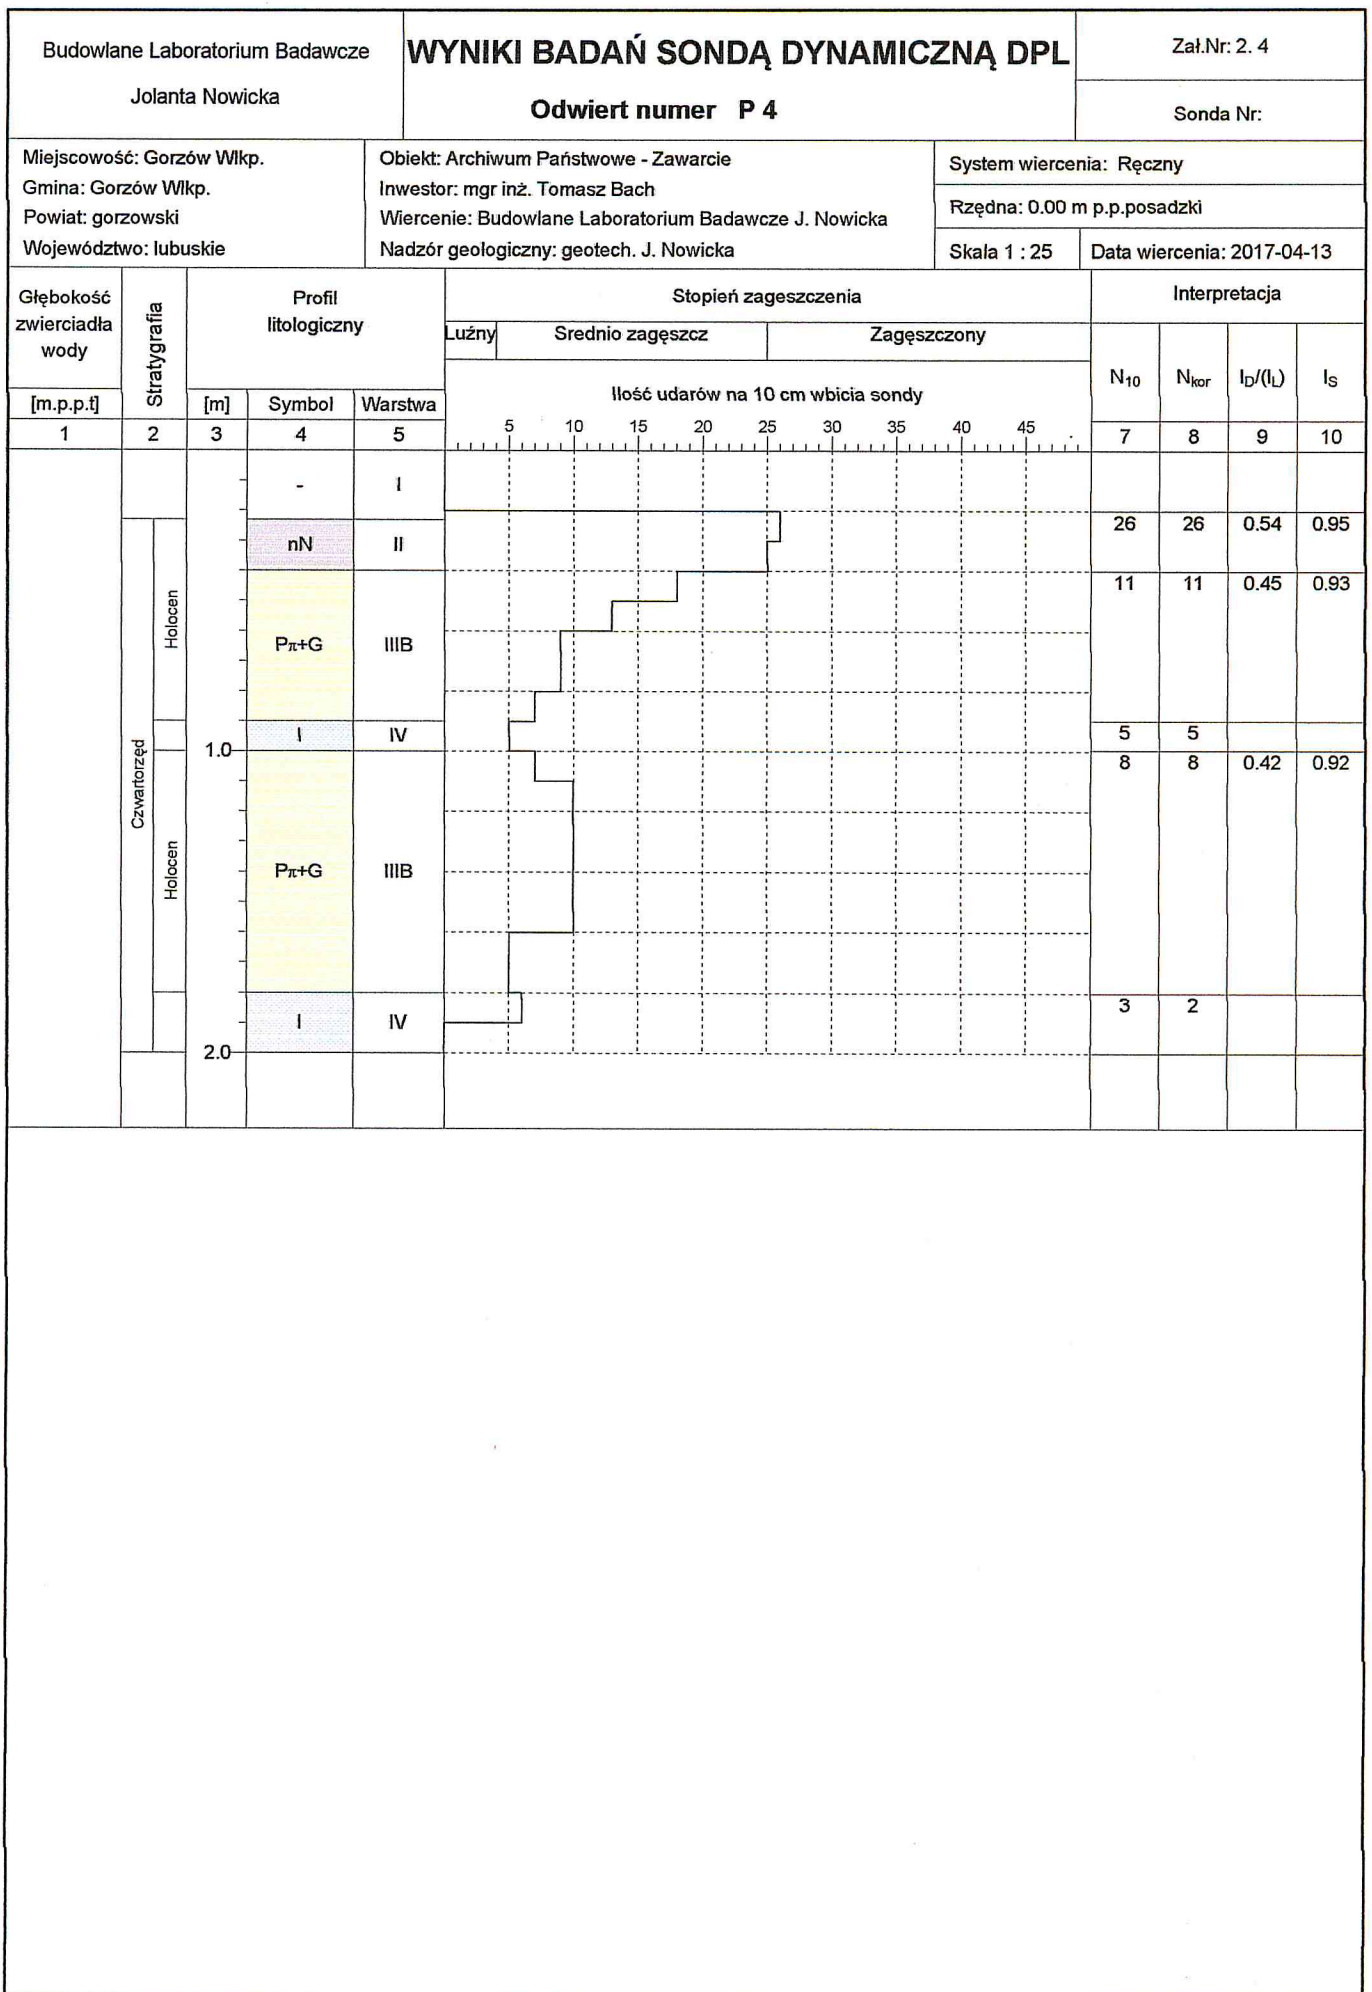 Budowlane Laboratorium Badawcze
Jolanta Nowicka
WYNIKI BADAŃ SONDĄ DYNAMICZNĄ DPL
Odwiert numer P 4
Zał.Nr: 2. 4
Sonda Nr:
Miejscowość: Gorzów Wlkp.
Gmina: Gorzów Wlkp.
Powiat: gorzowski
Województwo: lubuskie
Obiekt: Archiwum Państwowe - Zawarcie
Inwestor: mgr inż. Tomasz Bach
Wiercenie: Budowlane Laboratorium Badawcze J. Nowicka
Nadzór geologiczny: geotech. J. Nowicka
System wiercenia: Ręczny
Rzędna: 0.00 m p.p.posadzki
Skala 1 : 25
Data wiercenia: 2017-04-13
Głębokość
zwierciadła
wody
[m.p.p.t]
Stratygrafia
Profil
litologiczny
[m] Symbol Warstwa
Stopień zageszczenia
Luźny Srednio zagęszcz Zagęszczony
Ilość udarów na 10 cm wbicia sondy
5 10 15 20 25 30 35 40 45
Interpretacja
N10 Nkor ID/(IL) IS
1 2 3 4 5 7 8 9 10
- I
nN II 26 26 0.54 0.95
Pπ+G IIIB 11 11 0.45 0.93
Holocen
I IV 5 5
1.0
Czwartorzęd
Pπ+G IIIB 8 8 0.42 0.92
Holocen
I IV 3 2
2.0